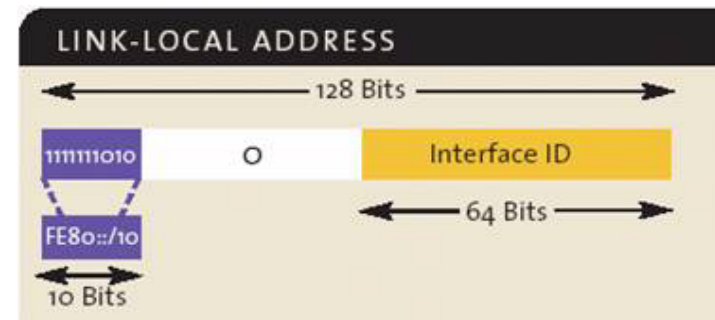 LINK-LOCAL ADDRESS
128 Bits
1111111010
0
Interface ID
64 Bits
FE80::/10
10 Bits